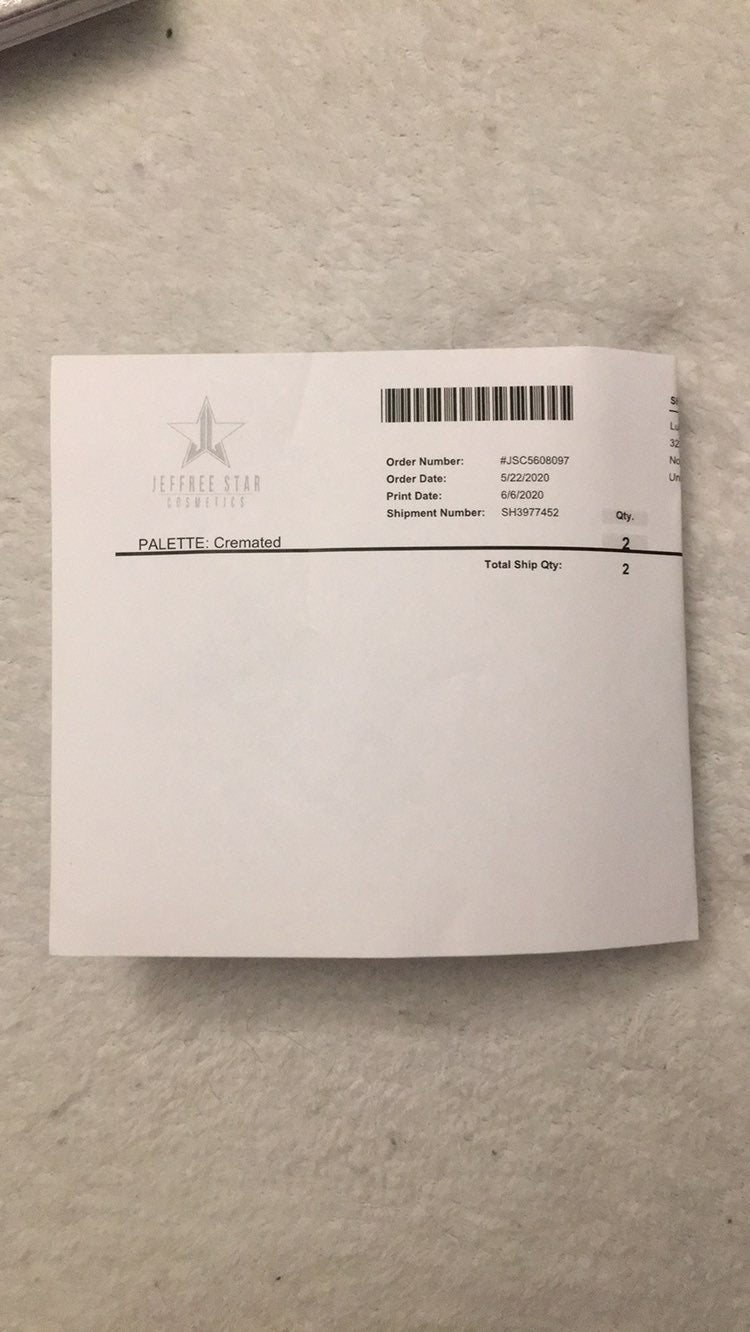 JEFFREE STAR
COSMETICS
Order Number: #JSC5608097
Order Date: 5/22/2020
Print Date: 6/6/2020
Shipment Number: SH3977452
Qty.
PALETTE: Cremated 2
Total Ship Qty: 2